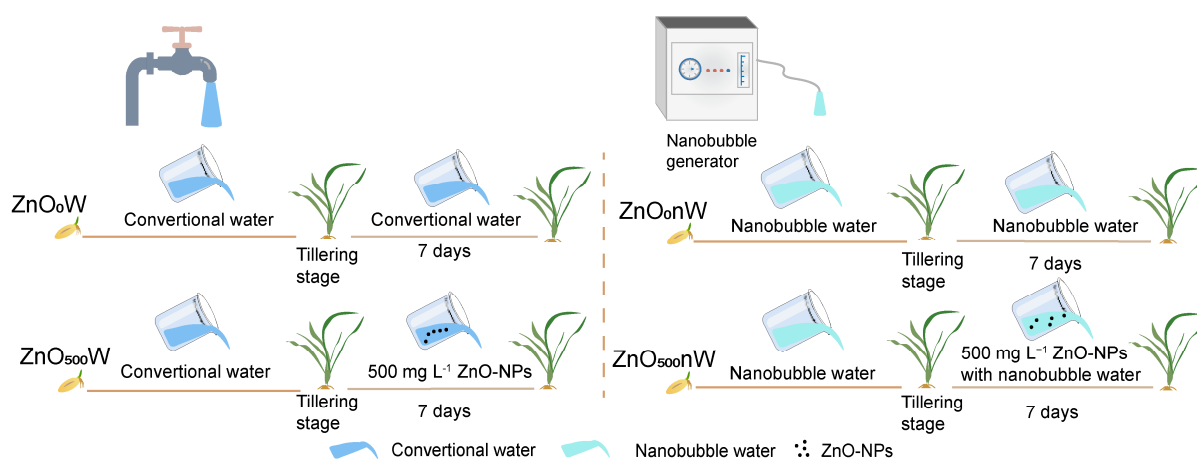 Nanobubble
generator
ZnO₀W
Convertional water
Convertional water
Tillering
stage
7 days
ZnO₅₀₀W
Convertional water
500 mg L⁻¹ ZnO-NPs
Tillering
stage
7 days
ZnO₀nW
Nanobubble water
Nanobubble water
Tillering
stage
7 days
ZnO₅₀₀nW
Nanobubble water
500 mg L⁻¹ ZnO-NPs
with nanobubble water
Tillering
stage
7 days
Convertional water
Nanobubble water
ZnO-NPs